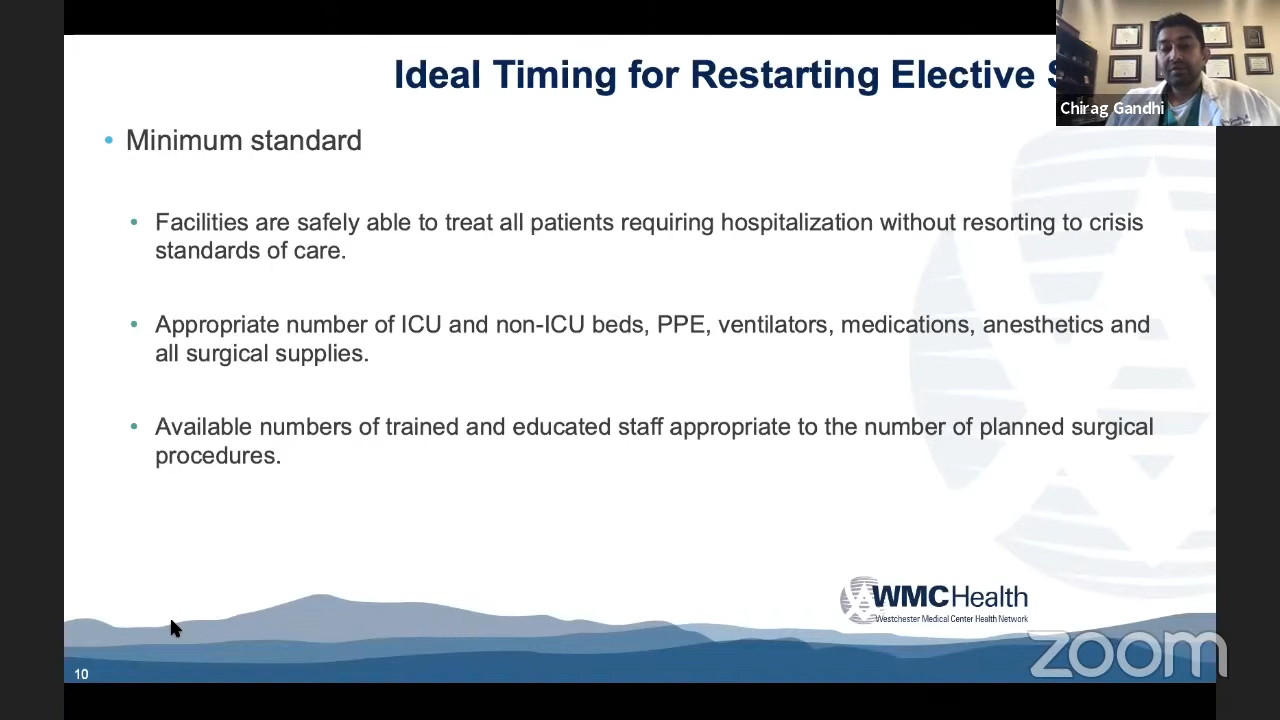 Ideal Timing for Restarting Elective
Chirag Gandhi
• Minimum standard
• Facilities are safely able to treat all patients requiring hospitalization without resorting to crisis
standards of care.
• Appropriate number of ICU and non-ICU beds, PPE, ventilators, medications, anesthetics and
all surgical supplies.
• Available numbers of trained and educated staff appropriate to the number of planned surgical
procedures.
WMCHealth
Westchester Medical Center Health Network
zoom
10